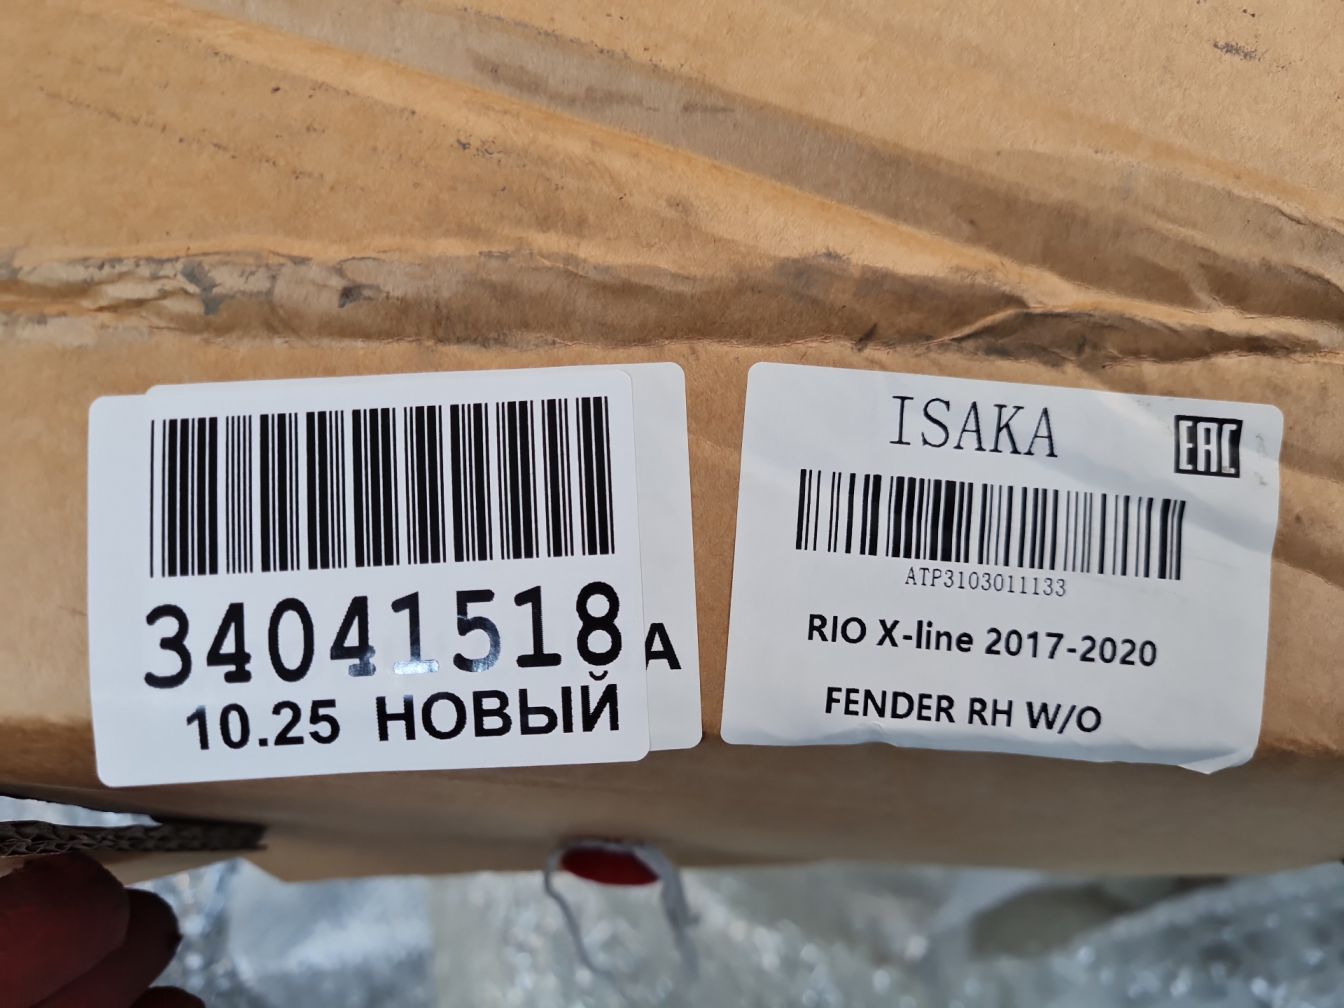 34041518
10.25 НОВЫЙ
А
ISAKA
EAC
ATP3103011133
RIO X-line 2017-2020
FENDER RH W/O